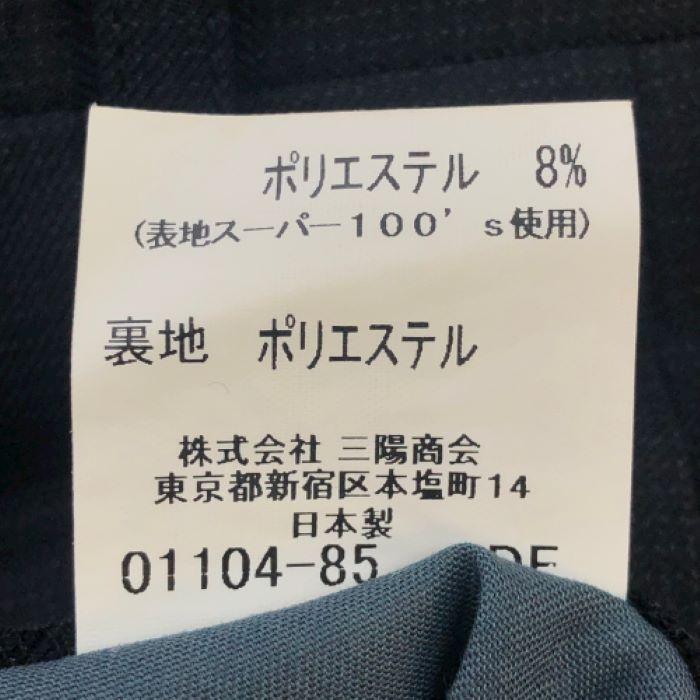 ポリエステル 8%
(表地スーパー100's使用)
裏地 ポリエステル
株式会社 三陽商会
東京都新宿区本塩町14
日本製
01104-85